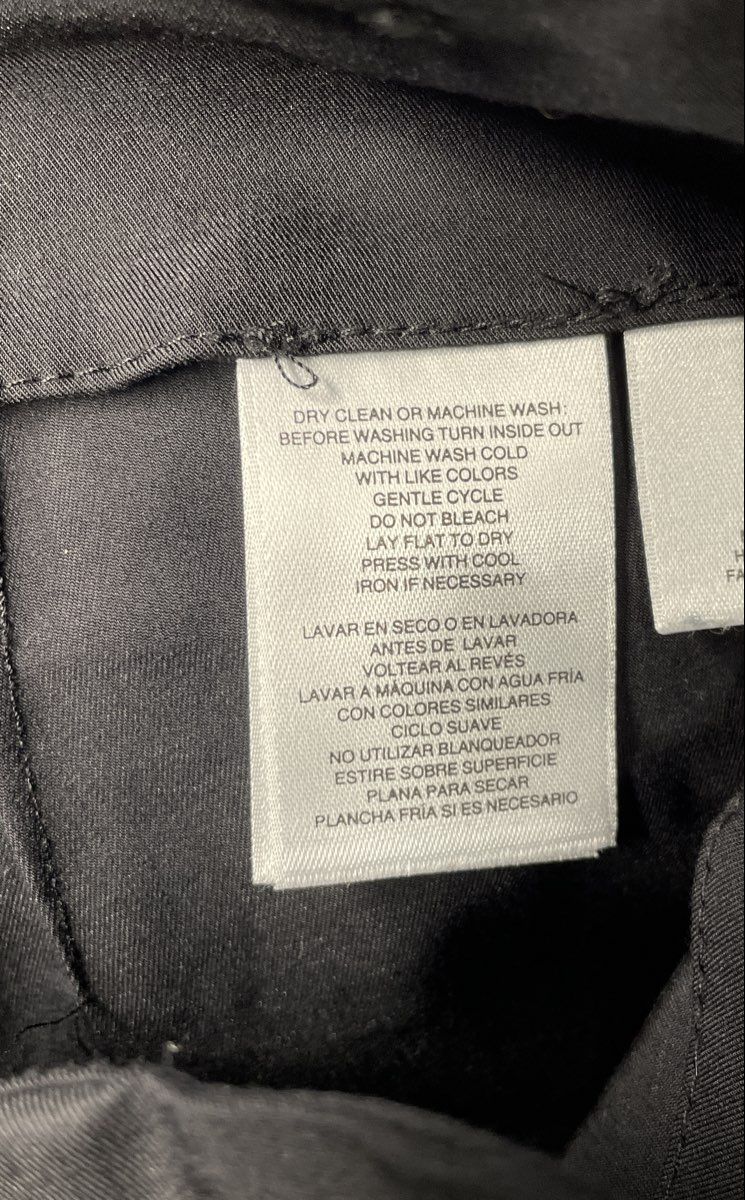 DRY CLEAN OR MACHINE WASH:
BEFORE WASHING TURN INSIDE OUT
MACHINE WASH COLD
WITH LIKE COLORS
GENTLE CYCLE
DO NOT BLEACH
LAY FLAT TO DRY
PRESS WITH COOL
IRON IF NECESSARY
LAVAR EN SECO O EN LAVADORA
ANTES DE LAVAR
VOLTEAR AL REVÉS
LAVAR A MÁQUINA CON AGUA FRÍA
CON COLORES SIMILARES
CICLO SUAVE
NO UTILIZAR BLANQUEADOR
ESTIRE SOBRE SUPERFICIE
PLANA PARA SECAR
PLANCHA FRÍA SI ES NECESARIO